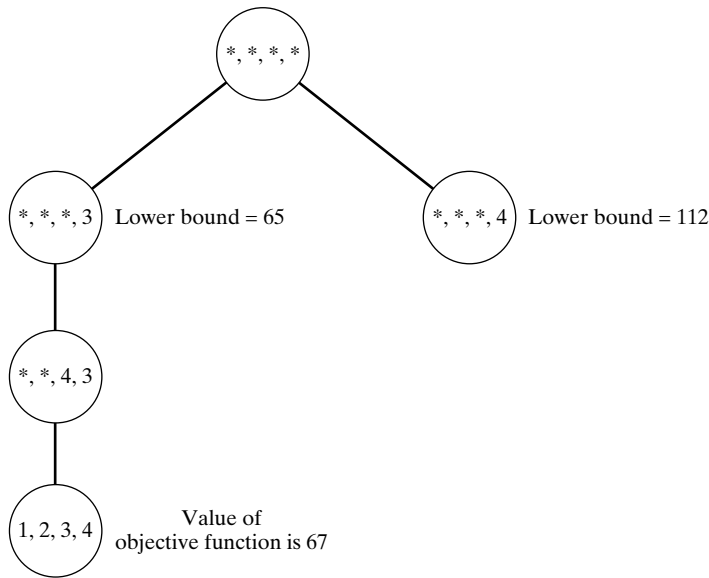 *, *, *, *
*, *, *, 3
Lower bound = 65
*, *, *, 4
Lower bound = 112
*, *, 4, 3
1, 2, 3, 4
Value of
objective function is 67